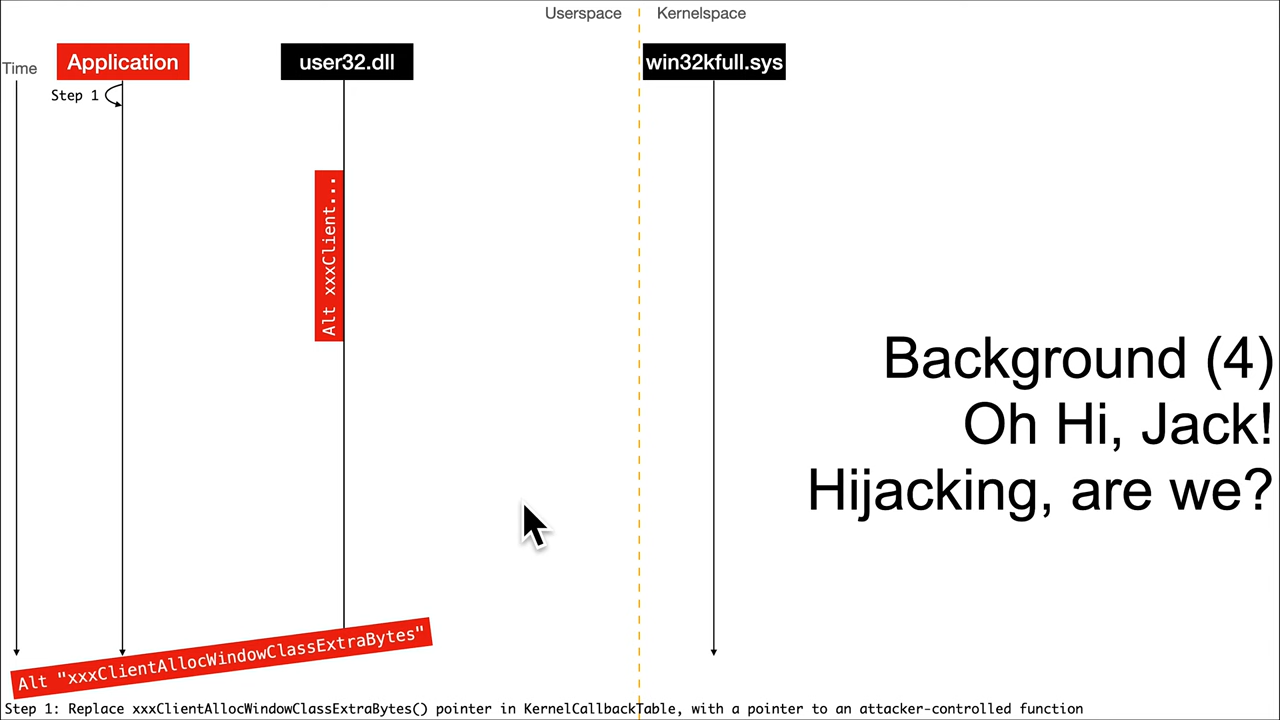 Userspace
Kernelspace
Time
Application
user32.dll
win32kfull.sys
Step 1
Alt xxxClient...
Background (4)
Oh Hi, Jack!
Hijacking, are we?
Alt "xxxClientAllocWindowClassExtraBytes"
Step 1: Replace xxxClientAllocWindowClassExtraBytes() pointer in KernelCallbackTable, with a pointer to an attacker-controlled function